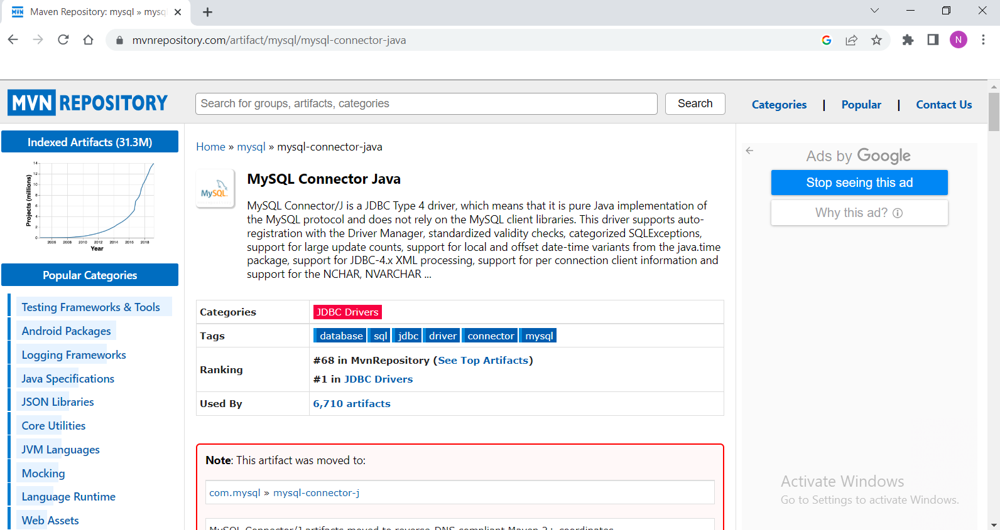 Maven Repository: mysql » mysql
mvnrepository.com/artifact/mysql/mysql-connector-java
N
MVN REPOSITORY
Search for groups, artifacts, categories
Search
Categories | Popular | Contact Us
Indexed Artifacts (31.3M)
Projects (millions)
14
12
10
8
6
4
2
0
2006 2008 2010 2012 2014 2016 2018
Year
Popular Categories
Testing Frameworks & Tools
Android Packages
Logging Frameworks
Java Specifications
JSON Libraries
Core Utilities
JVM Languages
Mocking
Language Runtime
Web Assets
Home » mysql » mysql-connector-java
MySQL
MySQL Connector Java
MySQL Connector/J is a JDBC Type 4 driver, which means that it is pure Java implementation of
the MySQL protocol and does not rely on the MySQL client libraries. This driver supports auto-
registration with the Driver Manager, standardized validity checks, categorized SQLExceptions,
support for large update counts, support for local and offset date-time variants from the java.time
package, support for JDBC-4.x XML processing, support for per connection client information and
support for the NCHAR, NVARCHAR ...
Categories JDBC Drivers
Tags database sql jdbc driver connector mysql
Ranking #68 in MvnRepository (See Top Artifacts)
#1 in JDBC Drivers
Used By 6,710 artifacts
Note: This artifact was moved to:
com.mysql » mysql-connector-j
MySQL Connector/J artifacts moved to reverse-DNS compliant Maven 2+ coordinates.
Ads by Google
Stop seeing this ad
Why this ad?
Activate Windows
Go to Settings to activate Windows.